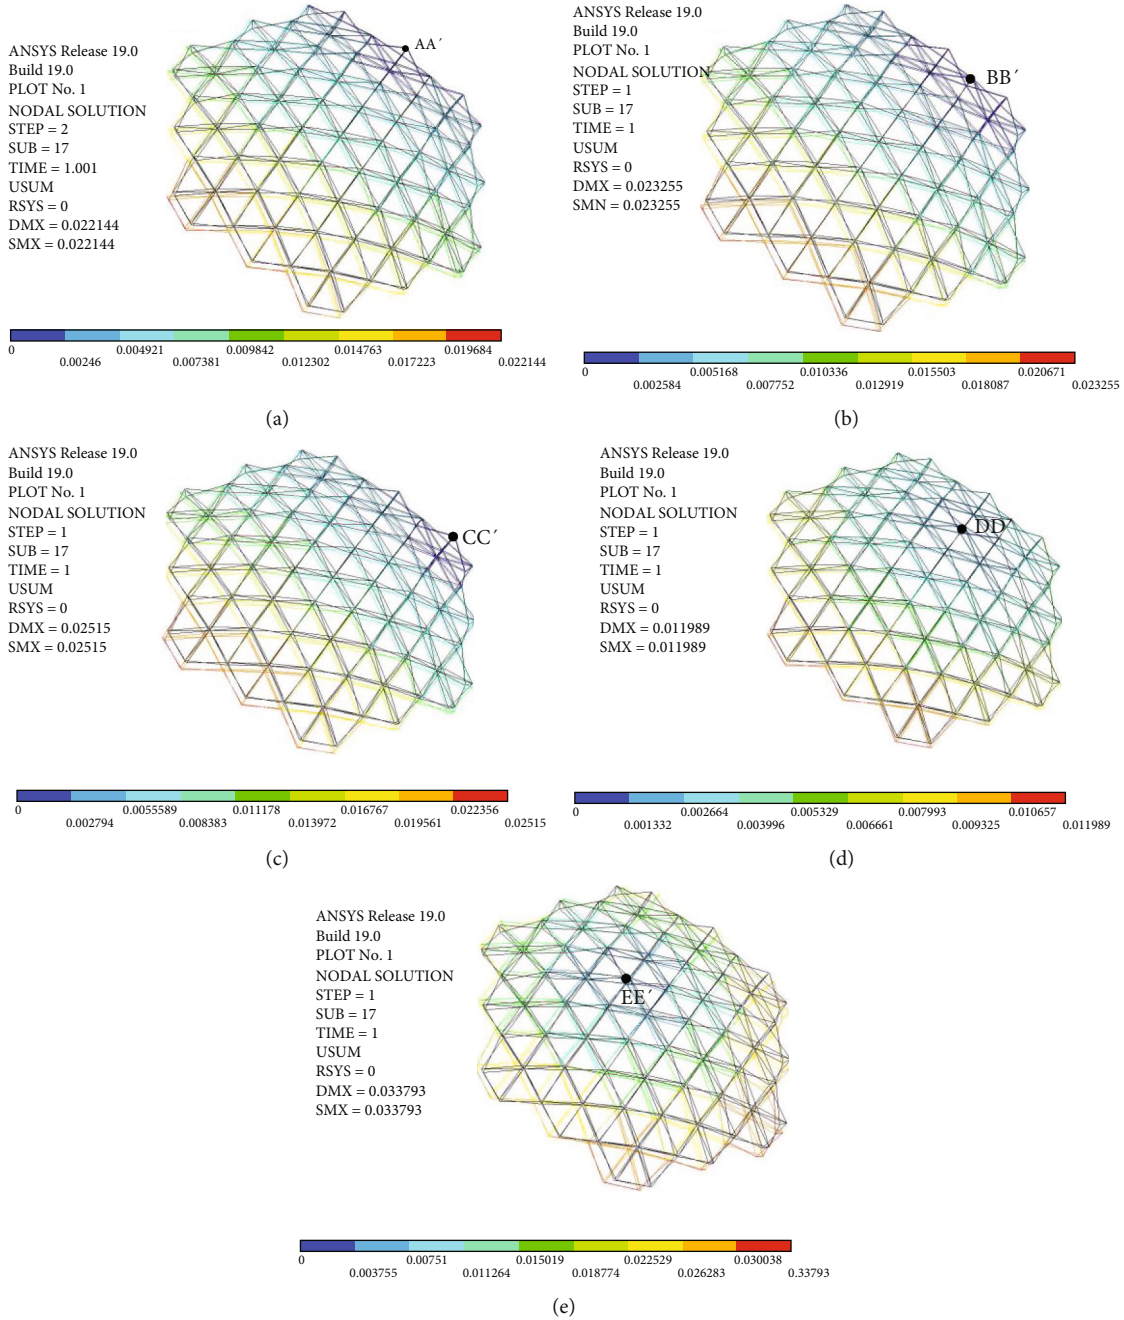 ANSYS Release 19.0
Build 19.0
PLOT No. 1
NODAL SOLUTION
STEP = 2
SUB = 17
TIME = 1.001
USUM
RSYS = 0
DMX = 0.022144
SMX = 0.022144
AA´
0 0.004921 0.009842 0.014763 0.019684
0.00246 0.007381 0.012302 0.017223 0.022144
(a)
ANSYS Release 19.0
Build 19.0
PLOT No. 1
NODAL SOLUTION
STEP = 1
SUB = 17
TIME = 1
USUM
RSYS = 0
DMX = 0.023255
SMN = 0.023255
BB´
0 0.005168 0.010336 0.015503 0.020671
0.002584 0.007752 0.012919 0.018087 0.023255
(b)
ANSYS Release 19.0
Build 19.0
PLOT No. 1
NODAL SOLUTION
STEP = 1
SUB = 17
TIME = 1
USUM
RSYS = 0
DMX = 0.02515
SMX = 0.02515
CC´
0 0.0055589 0.011178 0.016767 0.022356
0.002794 0.008383 0.013972 0.019561 0.02515
(c)
ANSYS Release 19.0
Build 19.0
PLOT No. 1
NODAL SOLUTION
STEP = 1
SUB = 17
TIME = 1
USUM
RSYS = 0
DMX = 0.011989
SMX = 0.011989
DD´
0 0.002664 0.005329 0.007993 0.010657
0.001332 0.003996 0.006661 0.009325 0.011989
(d)
ANSYS Release 19.0
Build 19.0
PLOT No. 1
NODAL SOLUTION
STEP = 1
SUB = 17
TIME = 1
USUM
RSYS = 0
DMX = 0.033793
SMX = 0.033793
EE´
0 0.00751 0.015019 0.022529 0.030038
0.003755 0.011264 0.018774 0.026283 0.33793
(e)